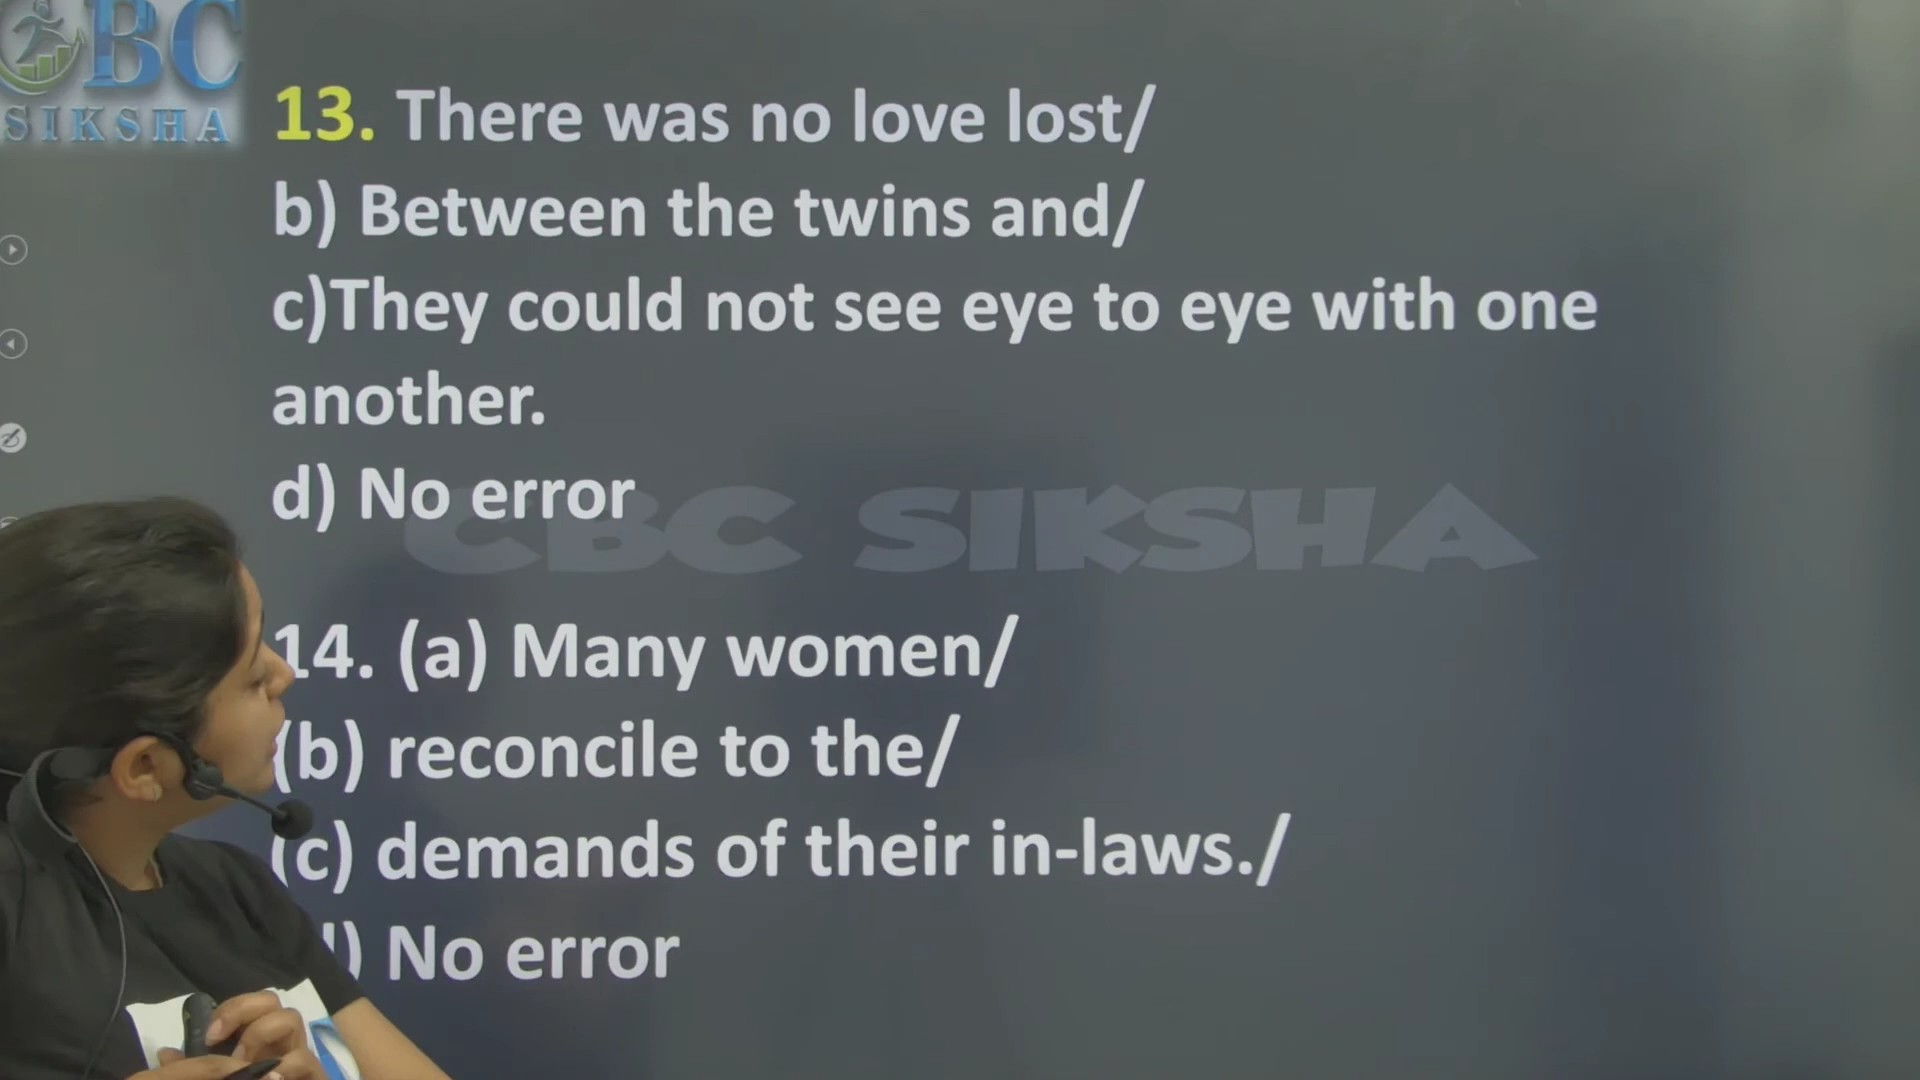 CBC
SIKSHA
13. There was no love lost/
b) Between the twins and/
c)They could not see eye to eye with one
another.
d) No error
CBC SIKSHA
14. (a) Many women/
(b) reconcile to the/
(c) demands of their in-laws./
d) No error